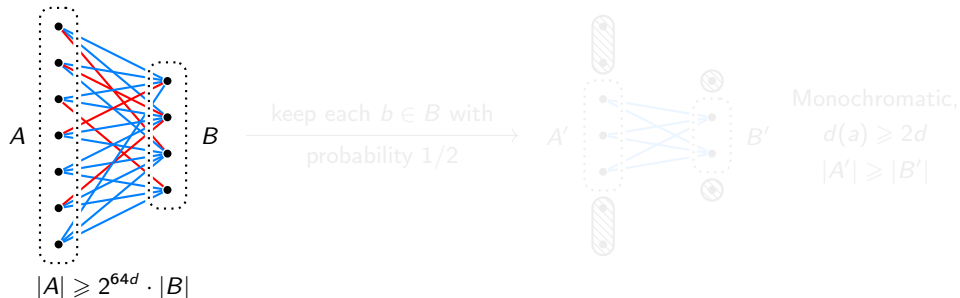 A
B
|A| ⩾ 2^{64d} · |B|
keep each b ∈ B with
probability 1/2
A′
B′
Monochromatic,
d(a) ⩾ 2d
|A′| ⩾ |B′|